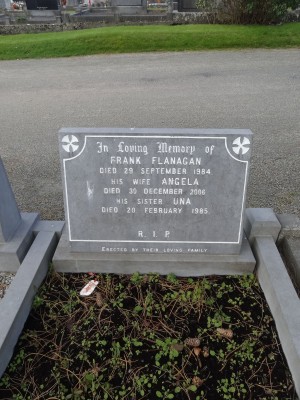 In Loving Memory of
FRANK FLANAGAN
DIED 29 SEPTEMBER 1984
HIS WIFE ANGELA
DIED 30 DECEMBER 2006
HIS SISTER UNA
DIED 20 FEBRUARY 1985
R.I.P.
ERECTED BY THEIR LOVING FAMILY